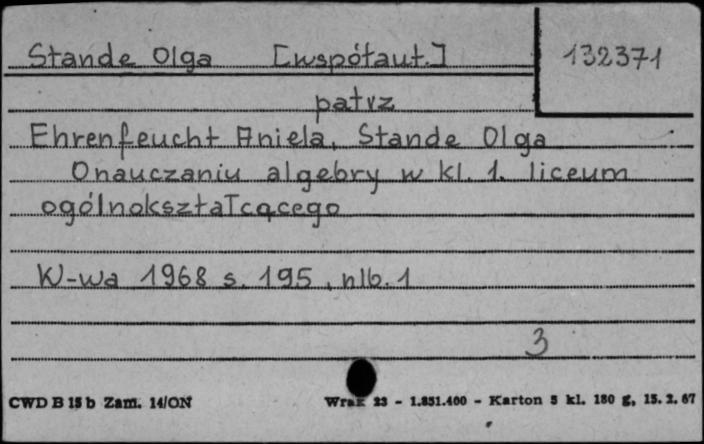 Stande Olga [współaut.] 132371
patrz
Ehrenfeucht Aniela, Stande Olga
O nauczaniu algebry w kl. 1. liceum
ogólnokształcącego
W-wa 1968 s. 195, nlb. 1
3
CWD B 15 b Zam. 14/ON Wrak 23 - 1.851.400 - Karton 5 kl. 180 g, 15. 2. 67